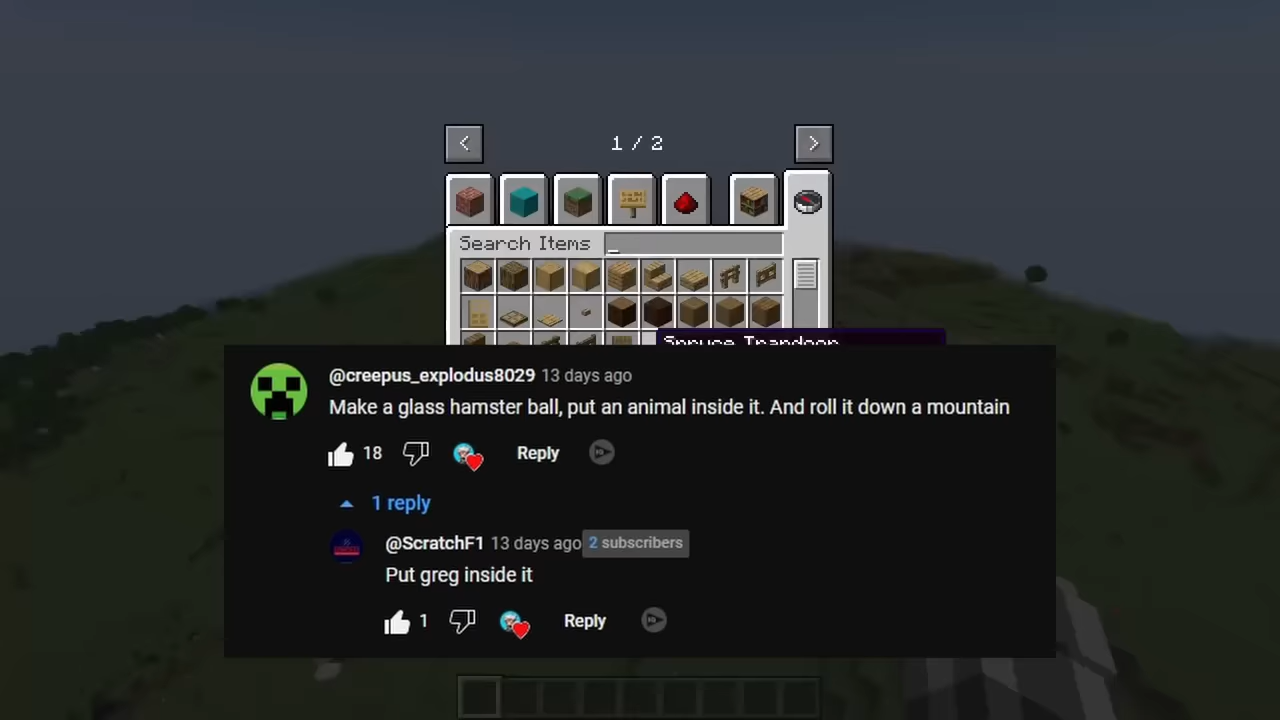 1 / 2
Search Items
Spruce Trapdoor
@creepus_explodus8029 13 days ago
Make a glass hamster ball, put an animal inside it. And roll it down a mountain
18 Reply
1 reply
@ScratchF1 13 days ago 2 subscribers
Put greg inside it
1 Reply